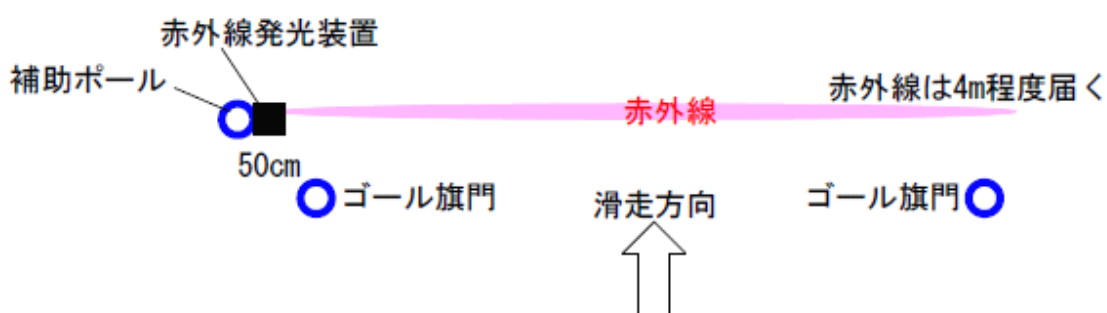 赤外線発光装置
補助ポール
赤外線は4m程度届く
赤外線
50cm
ゴール旗門
滑走方向
ゴール旗門